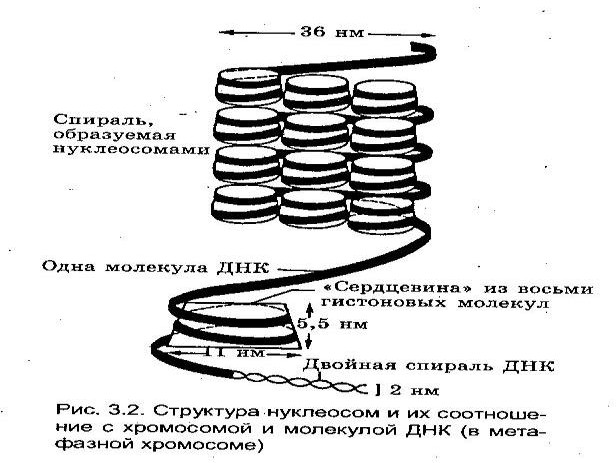 36 нм
Спираль,
образуемая
нуклеосомами
Одна молекула ДНК
«Сердцевина» из восьми
гистоновых молекул
5,5 нм
11 нм
Двойная спираль ДНК
2 нм
Рис. 3.2. Структура нуклеосом и их соотноше-
ние с хромосомой и молекулой ДНК (в мета-
фазной хромосоме)